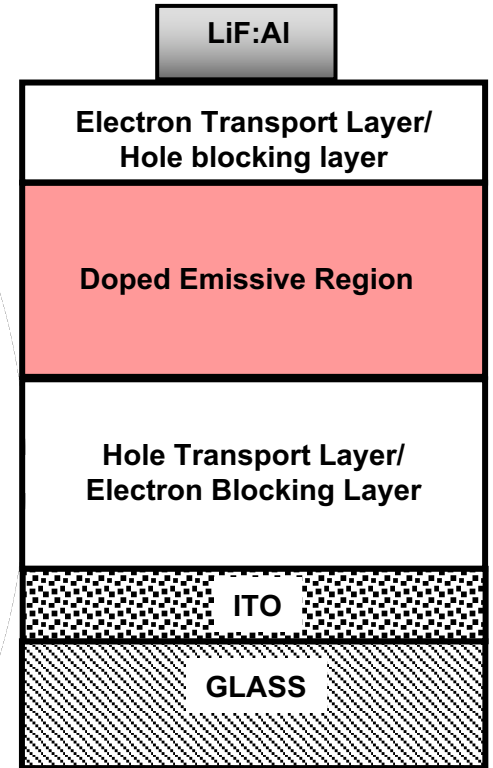 LiF:Al
Electron Transport Layer/
Hole blocking layer
Doped Emissive Region
Hole Transport Layer/
Electron Blocking Layer
ITO
GLASS